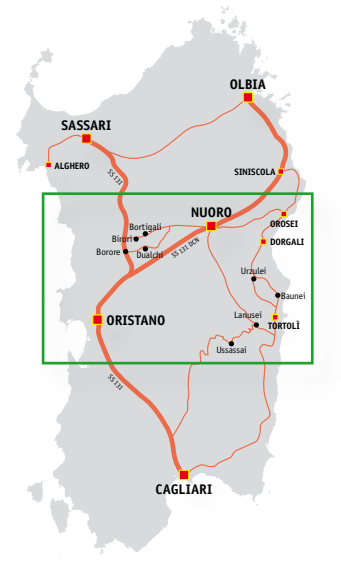 OLBIA
SASSARI
ALGHERO
SS 131
SINISCOLA
NUORO
OROSEI
Bortigali
Birori
DORGALI
Borore
Dualchi
SS 131 DCN
Urzulei
Baunei
Lanusei
ORISTANO
TORTOLÌ
Ussassai
SS 131
CAGLIARI